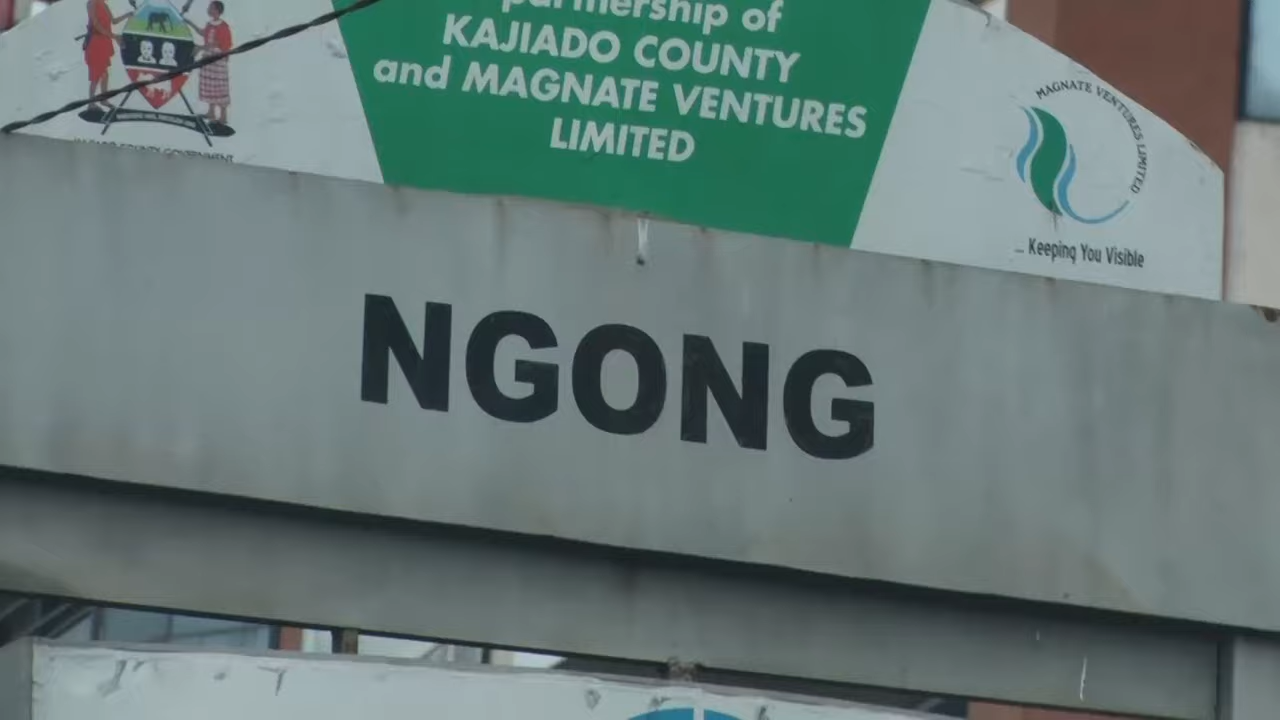 partnership of
KAJIADO COUNTY
and MAGNATE VENTURES
LIMITED
MAGNATE VENTURES LIMITED
... Keeping You Visible
NGONG